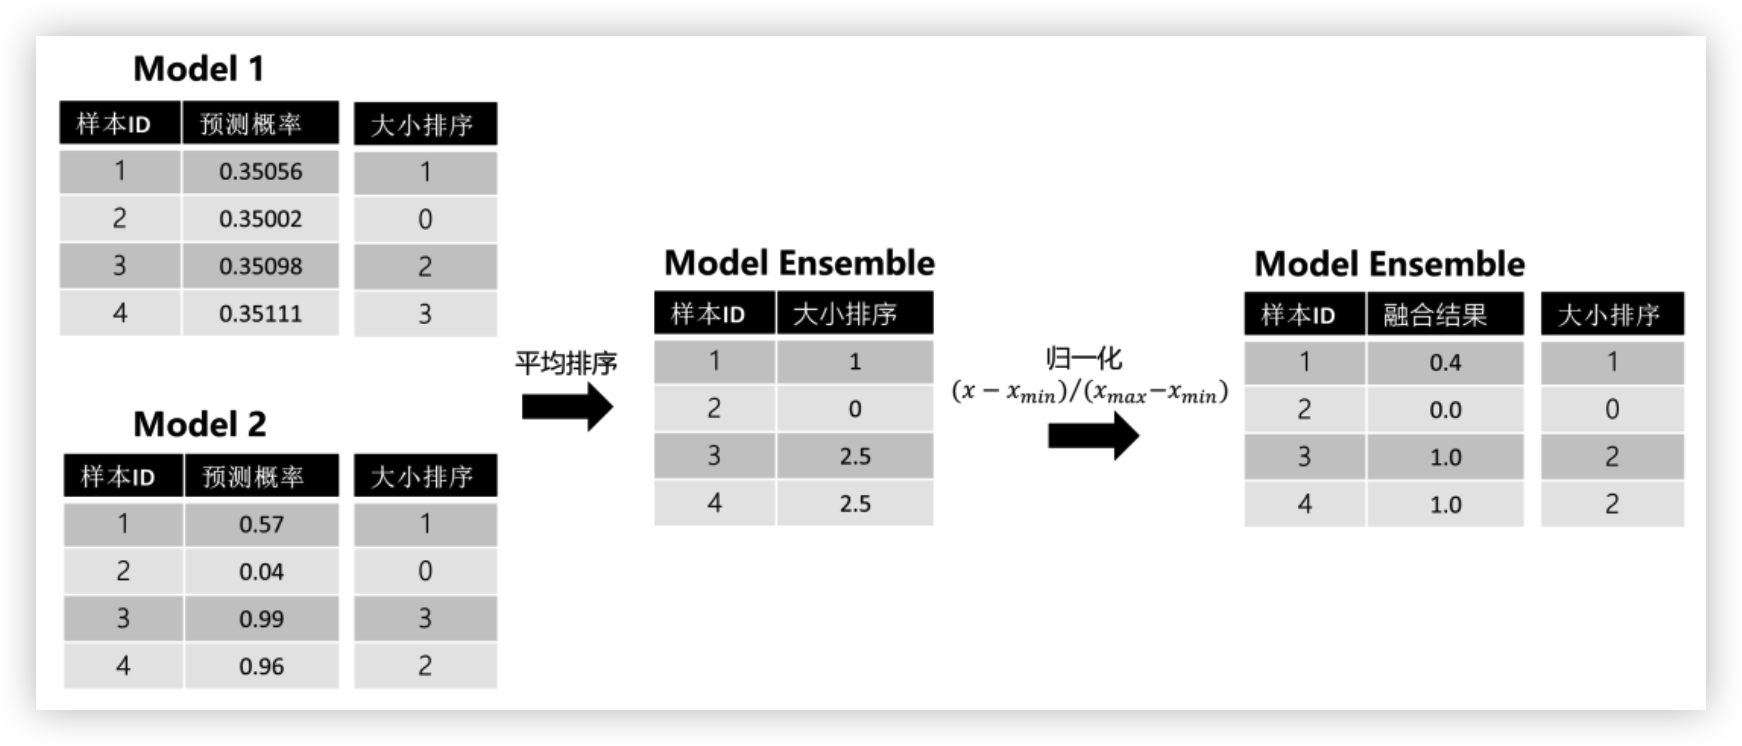 Model 1
样本ID 预测概率 大小排序
1 0.35056 1
2 0.35002 0
3 0.35098 2
4 0.35111 3
Model 2
样本ID 预测概率 大小排序
1 0.57 1
2 0.04 0
3 0.99 3
4 0.96 2
平均排序
Model Ensemble
样本ID 大小排序
1 1
2 0
3 2.5
4 2.5
归一化
(x − xmin)/(xmax−xmin)
Model Ensemble
样本ID 融合结果 大小排序
1 0.4 1
2 0.0 0
3 1.0 2
4 1.0 2